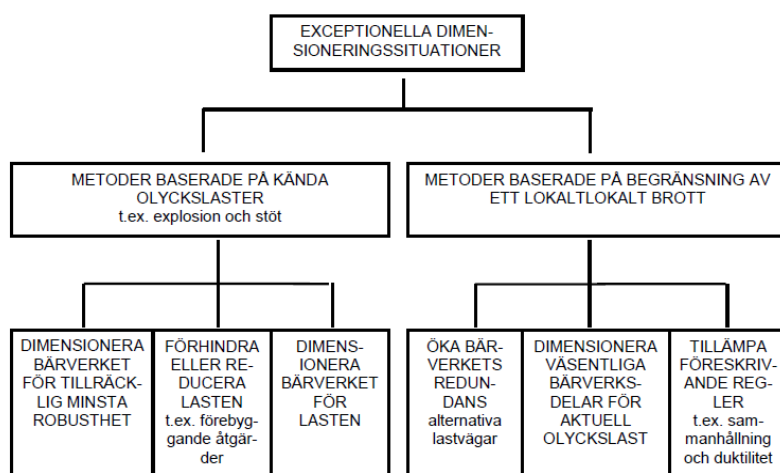 EXCEPTIONELLA DIMEN-
SIONERINGSSITUATIONER
METODER BASERADE PÅ KÄNDA
OLYCKSLASTER
t.ex. explosion och stöt
METODER BASERADE PÅ BEGRÄNSNING AV
ETT LOKALTLOKALT BROTT
DIMENSIONERA
BÄRVERKET
FÖR TILLRÄCK-
LIG MINSTA
ROBUSTHET
FÖRHINDRA
ELLER RE-
DUCERA
LASTEN
t.ex.förebyg-
gande åtgär-
der
DIMENS-
IONERA
BÄRVERKET
FÖR
LASTEN
ÖKA BÄR-
VERKETS
REDUN-
DANS
alternativa
lastvägar
DIMENSIONERA
VÄSENTLIGA
BÄRVERKS-
DELAR FÖR
AKTUELL
OLYCKSLAST
TILLÄMPA
FÖRESKRIV-
ANDE REG-
LER
t.ex. sam-
manhållning
och duktilitet